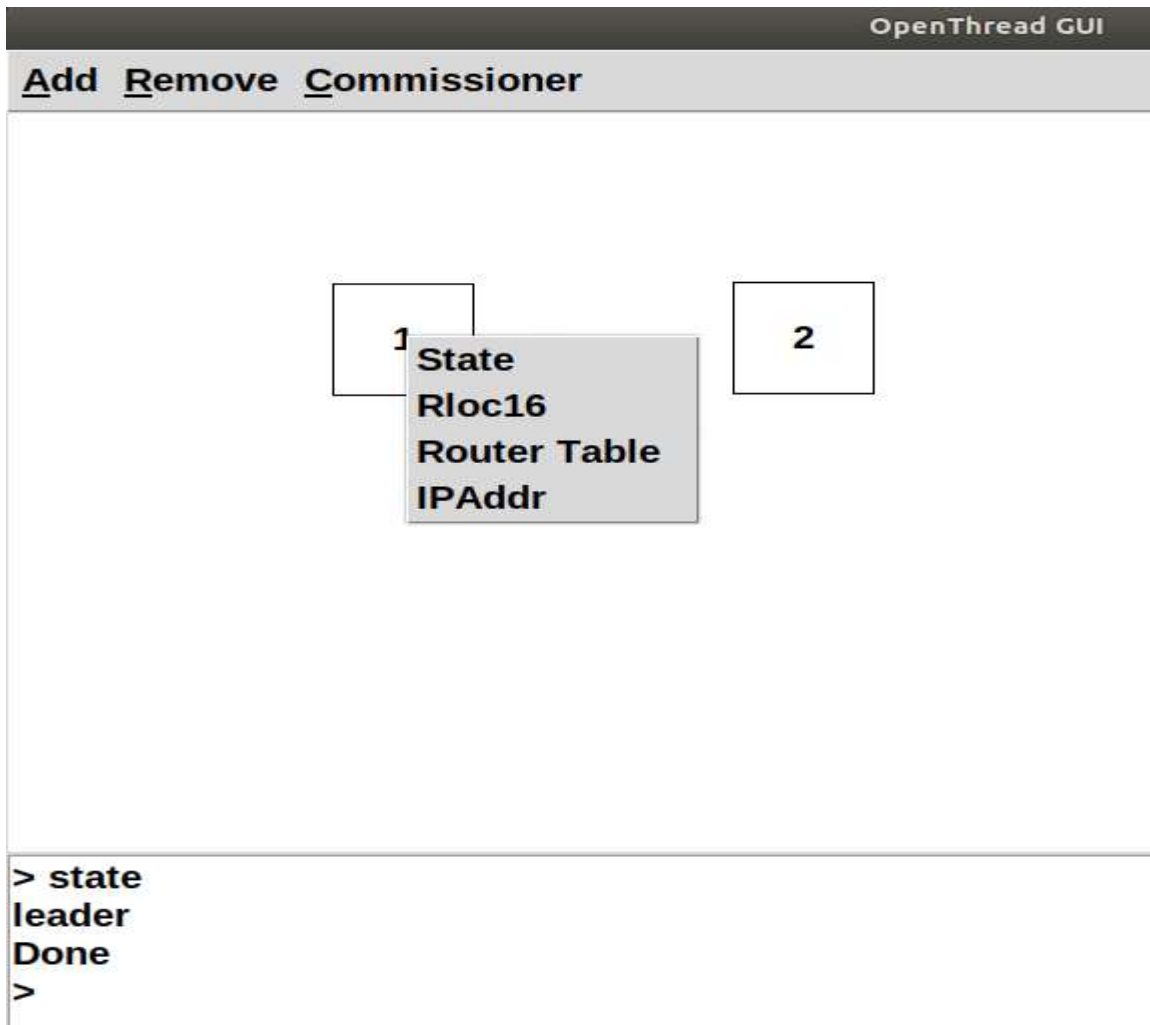 OpenThread GUI
Add Remove Commissioner
1
2
State
Rloc16
Router Table
IPAddr
> state
leader
Done
>